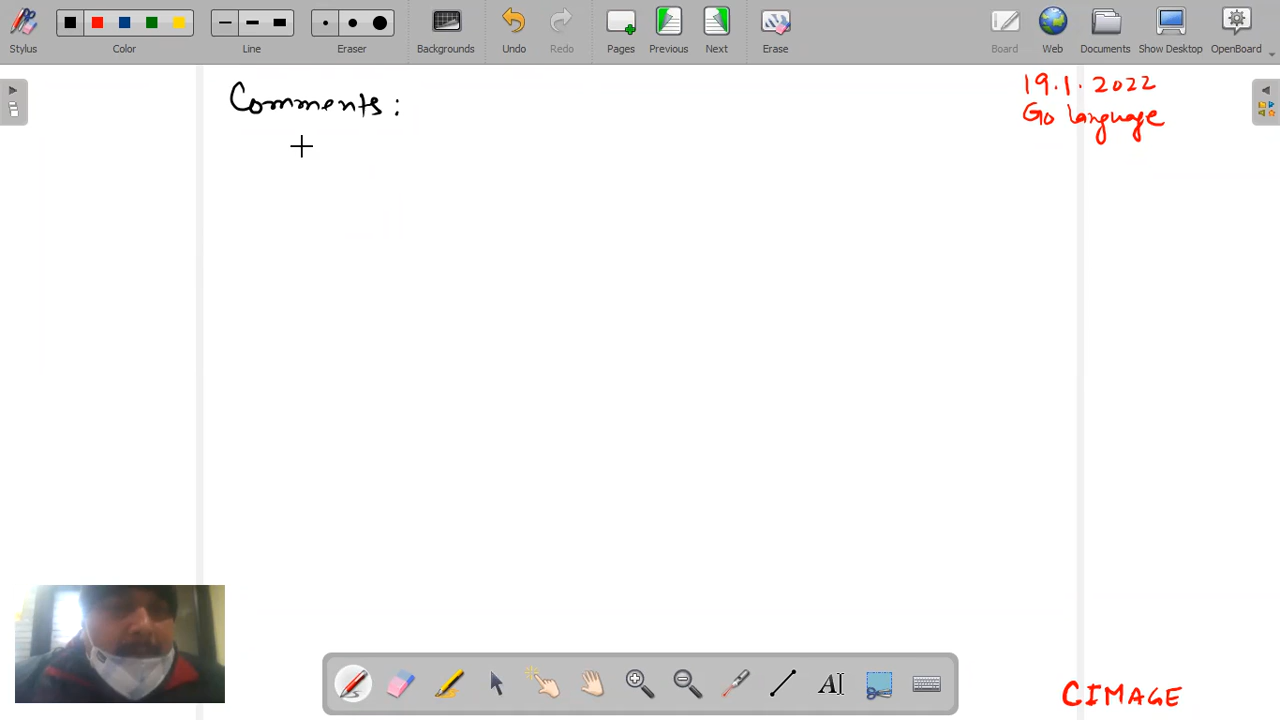 Stylus
Color
Line
Eraser
Backgrounds
Undo
Redo
Pages
Previous
Next
Erase
Board
Web
Documents
Show Desktop
OpenBoard
Comments:
19.1.2022
Go language
AI
CIMAGE